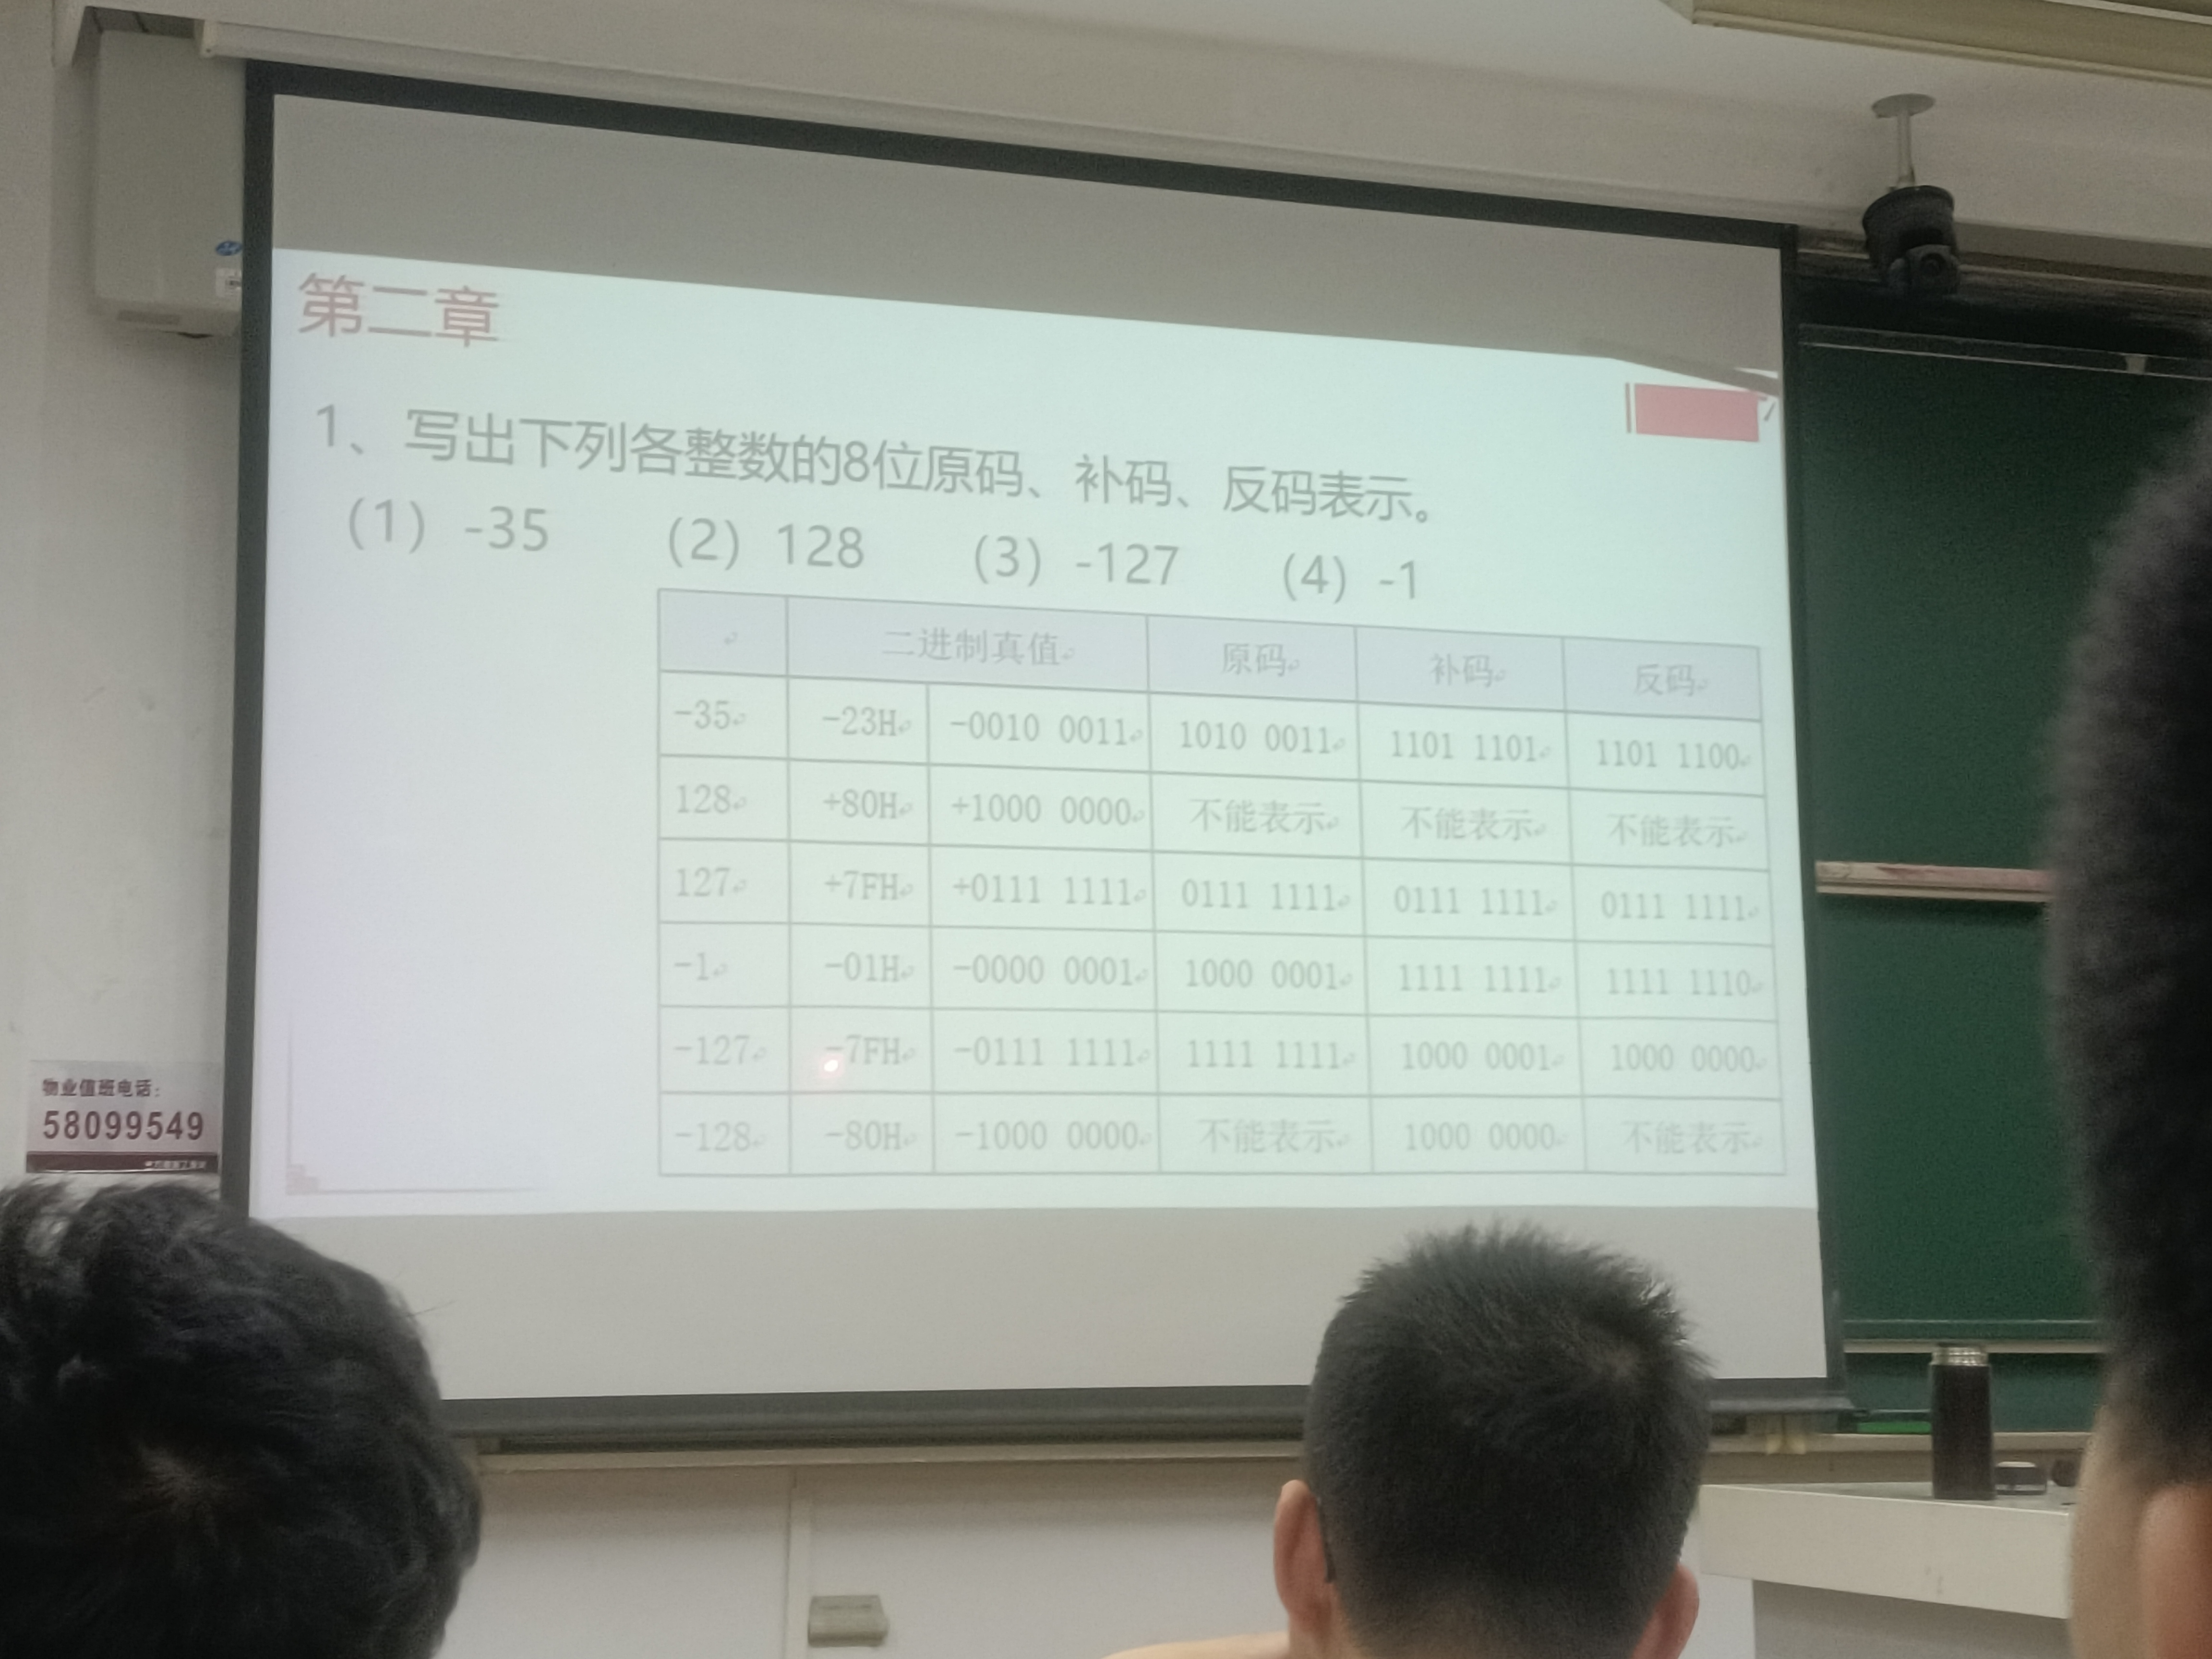 第二章
1、写出下列各整数的8位原码、补码、反码表示。
(1) -35 (2) 128 (3) -127 (4) -1
二进制真值 原码 补码 反码
-35 -23H -0010 0011 1010 0011 1101 1101 1101 1100
128 +80H +1000 0000 不能表示 不能表示 不能表示
127 +7FH +0111 1111 0111 1111 0111 1111 0111 1111
-1 -01H -0000 0001 1000 0001 1111 1111 1111 1110
-127 -7FH -0111 1111 1111 1111 1000 0001 1000 0000
-128 -80H -1000 0000 不能表示 1000 0000 不能表示
物业值班电话：
58099549